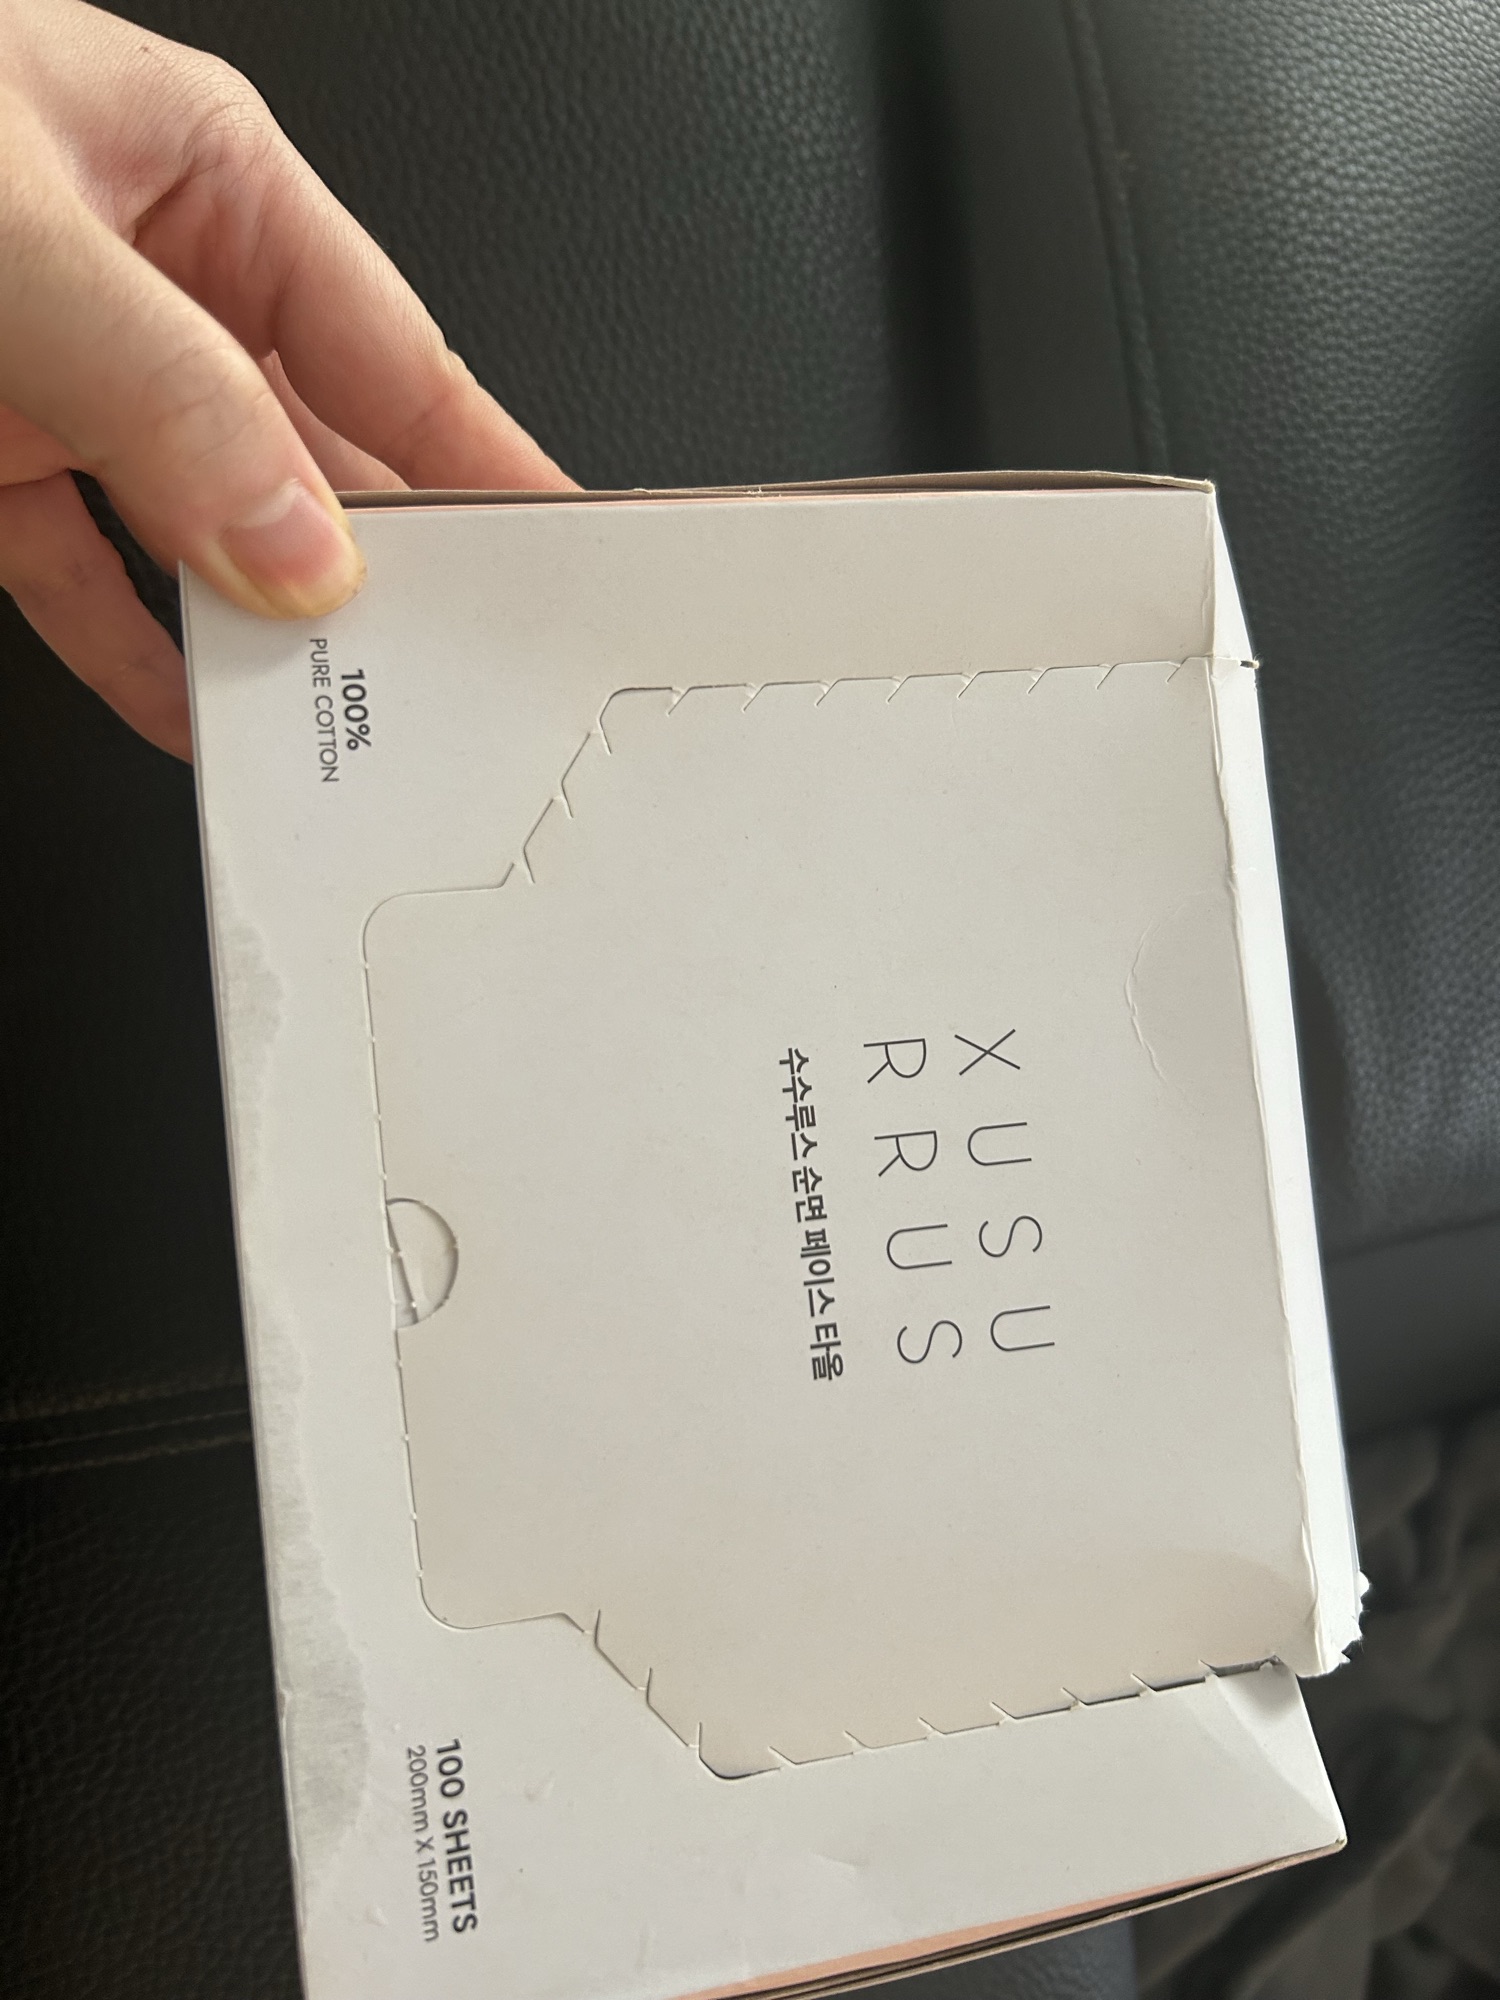 XUSU
RRUS
수수루스 순면 페이스 타올
100%
PURE COTTON
100 SHEETS
200mm X 150mm